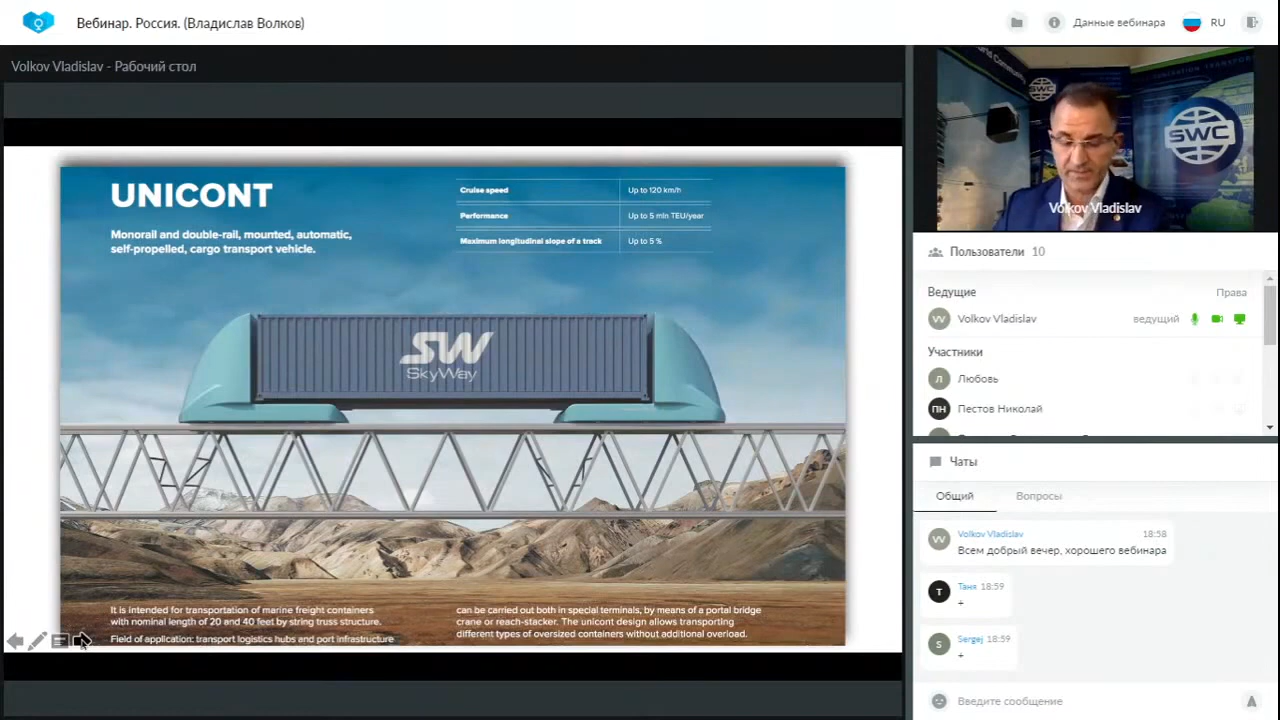 Вебинар. Россия. (Владислав Волков)
Данные вебинара
RU
Volkov Vladislav - Рабочий стол
UNICONT
Monorail and double-rail, mounted, automatic,
self-propelled, cargo transport vehicle.
Cruise speed
Up to 120 km/h
Performance
Up to 5 mln TEU/year
Maximum longitudinal slope of a track
Up to 5 %
SW
SkyWay
It is intended for transportation of marine freight containers
with nominal length of 20 and 40 feet by string truss structure.
Field of application: transport logistics hubs and port infrastructure
can be carried out both in special terminals, by means of a portal bridge
crane or reach-stacker. The unicont design allows transporting
different types of oversized containers without additional overload.
SWC
SWC
Volkov Vladislav
Пользователи 10
Ведущие
Права
VV
Volkov Vladislav
ведущий
Участники
Л
Любовь
ПН
Пестов Николай
Чаты
Общий
Вопросы
VV
Volkov Vladislav
18:58
Всем добрый вечер, хорошего вебинара
Т
Таня 18:59
+
S
Sergej 18:59
+
Введите сообщение